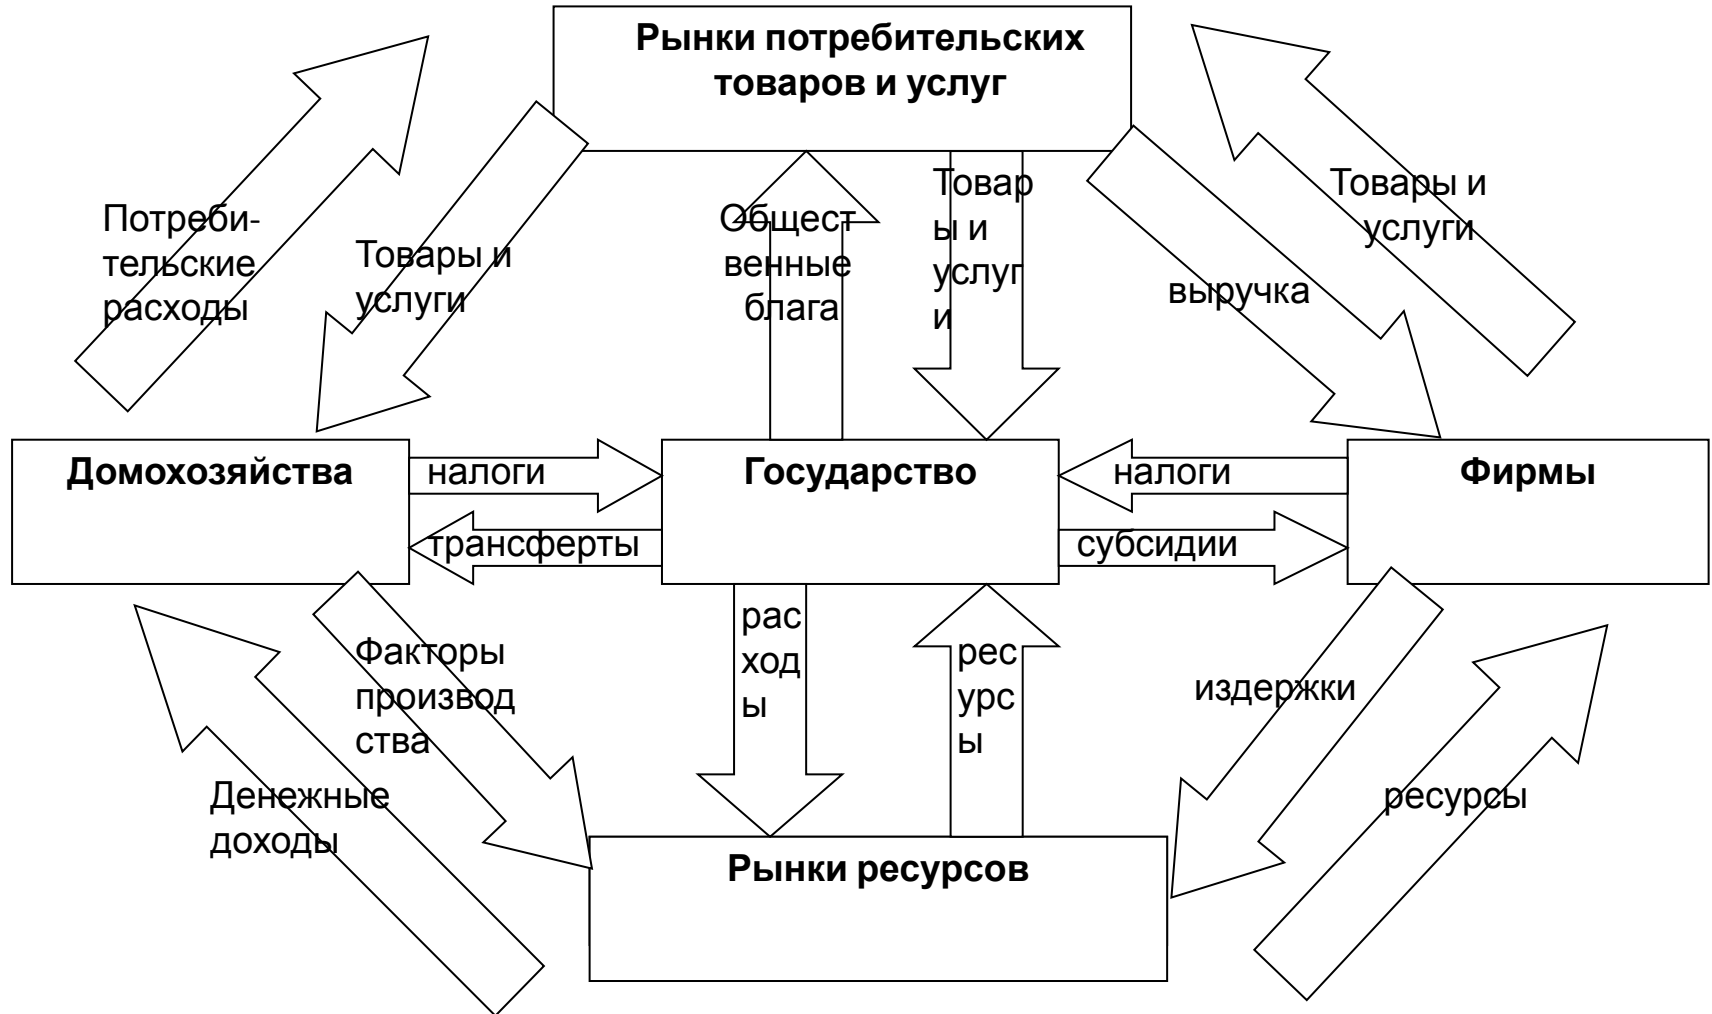 Рынки потребительских
товаров и услуг
Потреби-
тельские
расходы
Товары и
услуги
Общест
венные
блага
Товар
ы и
услуг
и
выручка
Товары и
услуги
Домохозяйства
налоги
Государство
налоги
Фирмы
трансферты
субсидии
Факторы
производ
ства
Денежные
доходы
рас
ход
ы
рес
урс
ы
издержки
ресурсы
Рынки ресурсов